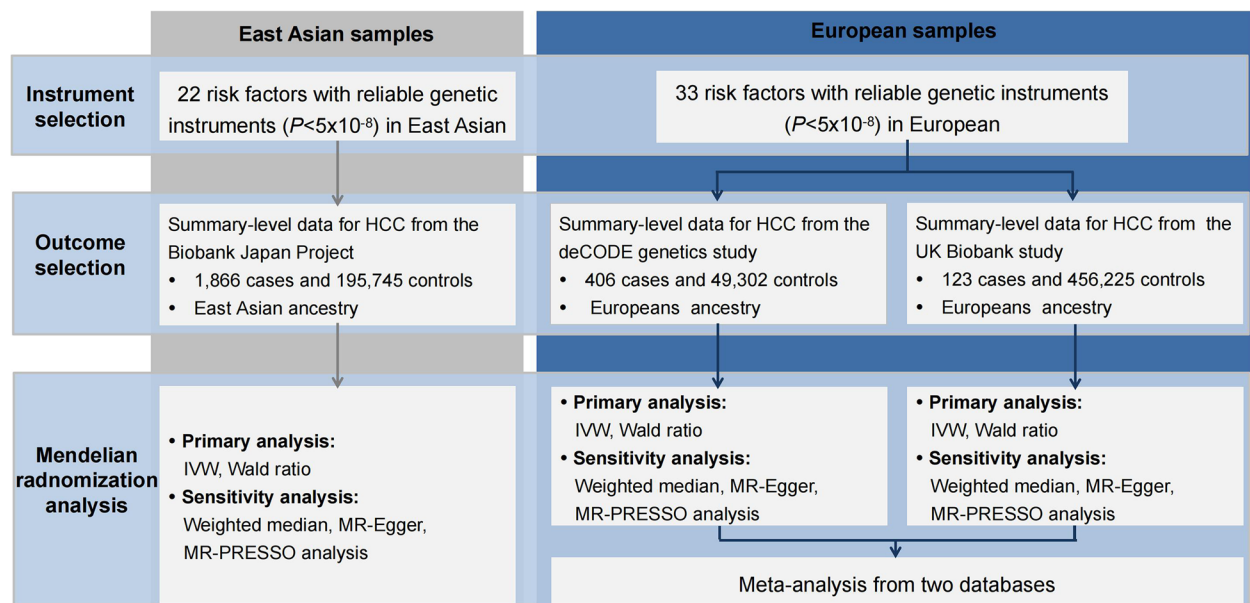 East Asian samples
European samples
Instrument
selection
22 risk factors with reliable genetic
instruments (P<5x10-8) in East Asian
33 risk factors with reliable genetic instruments
(P<5x10-8) in European
Outcome
selection
Summary-level data for HCC from the
Biobank Japan Project
• 1,866 cases and 195,745 controls
• East Asian ancestry
Summary-level data for HCC from the
deCODE genetics study
• 406 cases and 49,302 controls
• Europeans ancestry
Summary-level data for HCC from the
UK Biobank study
• 123 cases and 456,225 controls
• Europeans ancestry
Mendelian
radnomization
analysis
• Primary analysis:
IVW, Wald ratio
• Sensitivity analysis:
Weighted median, MR-Egger,
MR-PRESSO analysis
• Primary analysis:
IVW, Wald ratio
• Sensitivity analysis:
Weighted median, MR-Egger,
MR-PRESSO analysis
• Primary analysis:
IVW, Wald ratio
• Sensitivity analysis:
Weighted median, MR-Egger,
MR-PRESSO analysis
Meta-analysis from two databases